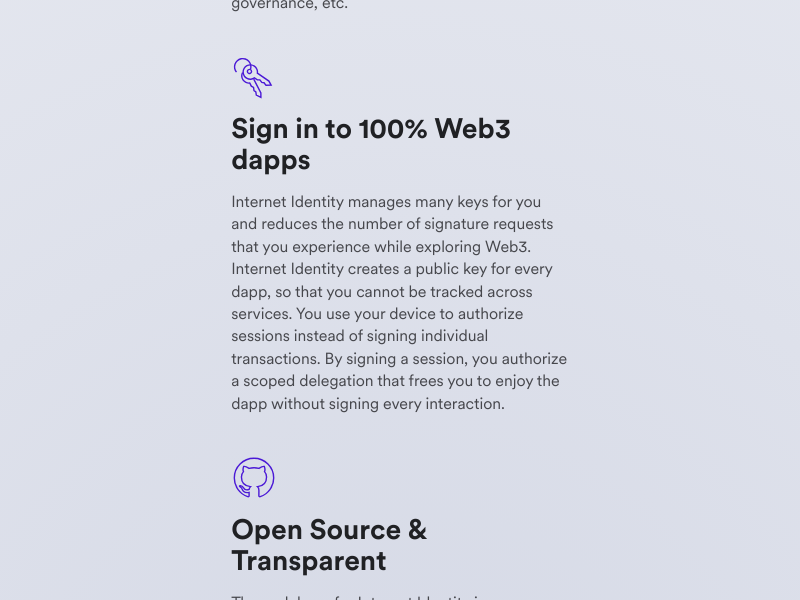 governance, etc.
Sign in to 100% Web3
dapps
Internet Identity manages many keys for you
and reduces the number of signature requests
that you experience while exploring Web3.
Internet Identity creates a public key for every
dapp, so that you cannot be tracked across
services. You use your device to authorize
sessions instead of signing individual
transactions. By signing a session, you authorize
a scoped delegation that frees you to enjoy the
dapp without signing every interaction.
Open Source &
Transparent